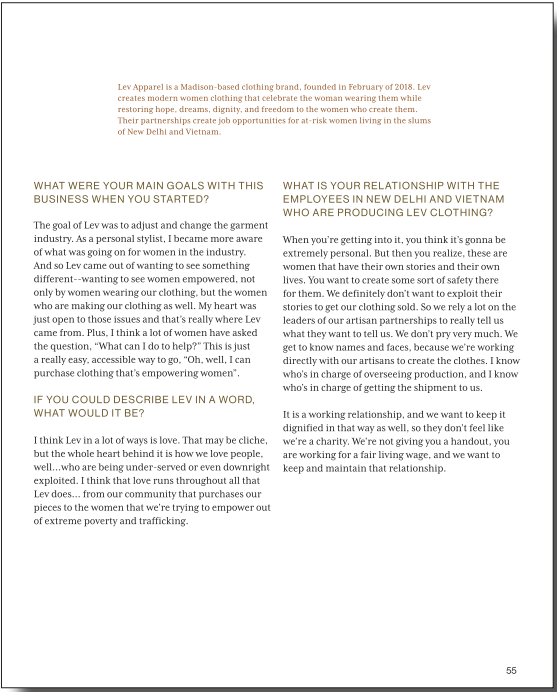 Lev Apparel is a Madison-based clothing brand, founded in February of 2018. Lev
creates modern women clothing that celebrate the woman wearing them while
restoring hope, dreams, dignity, and freedom to the women who create them.
Their partnerships create job opportunities for at-risk women living in the slums
of New Delhi and Vietnam.
WHAT WERE YOUR MAIN GOALS WITH THIS
BUSINESS WHEN YOU STARTED?
The goal of Lev was to adjust and change the garment
industry. As a personal stylist, I became more aware
of what was going on for women in the industry.
And so Lev came out of wanting to see something
different--wanting to see women empowered, not
only by women wearing our clothing, but the women
who are making our clothing as well. My heart was
just open to those issues and that's really where Lev
came from. Plus, I think a lot of women have asked
the question, “What can I do to help?” This is just
a really easy, accessible way to go, “Oh, well, I can
purchase clothing that's empowering women”.
IF YOU COULD DESCRIBE LEV IN A WORD,
WHAT WOULD IT BE?
I think Lev in a lot of ways is love. That may be cliche,
but the whole heart behind it is how we love people,
well…who are being under-served or even downright
exploited. I think that love runs throughout all that
Lev does… from our community that purchases our
pieces to the women that we're trying to empower out
of extreme poverty and trafficking.
WHAT IS YOUR RELATIONSHIP WITH THE
EMPLOYEES IN NEW DELHI AND VIETNAM
WHO ARE PRODUCING LEV CLOTHING?
When you're getting into it, you think it's gonna be
extremely personal. But then you realize, these are
women that have their own stories and their own
lives. You want to create some sort of safety there
for them. We definitely don't want to exploit their
stories to get our clothing sold. So we rely a lot on the
leaders of our artisan partnerships to really tell us
what they want to tell us. We don't pry very much. We
get to know names and faces, because we're working
directly with our artisans to create the clothes. I know
who's in charge of overseeing production, and I know
who's in charge of getting the shipment to us.
It is a working relationship, and we want to keep it
dignified in that way as well, so they don't feel like
we're a charity. We're not giving you a handout, you
are working for a fair living wage, and we want to
keep and maintain that relationship.
55